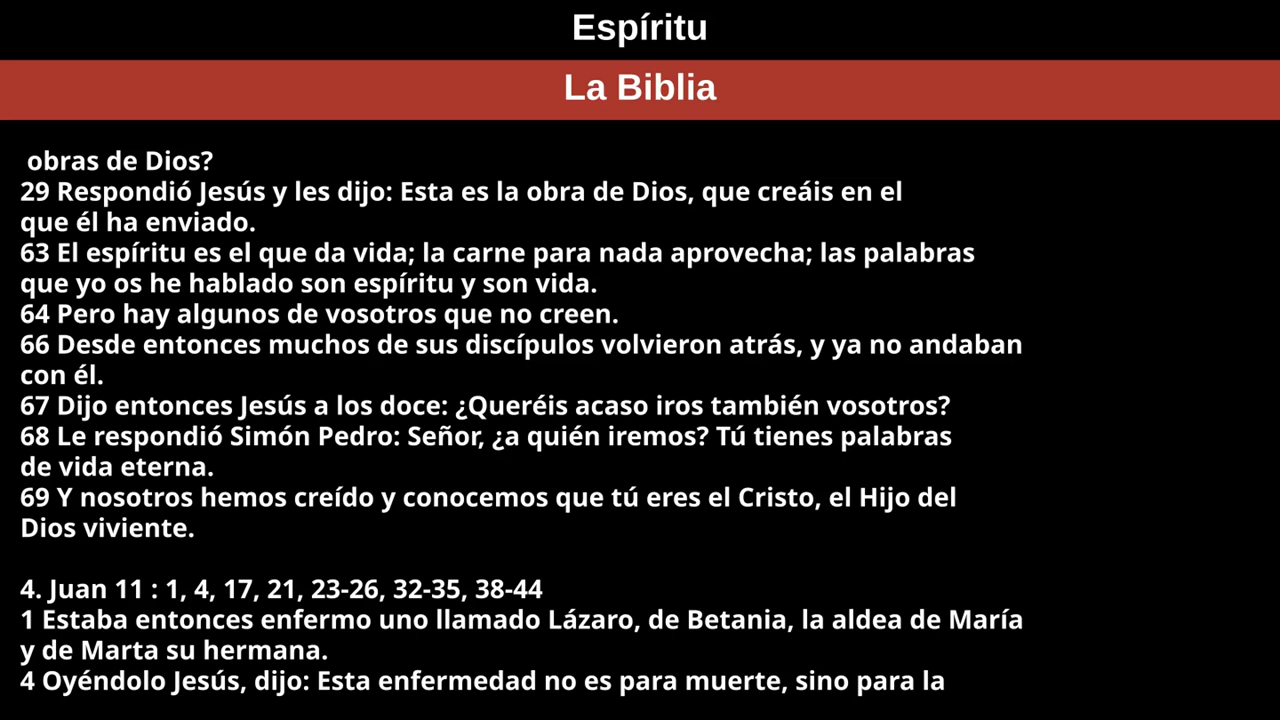 Espíritu
La Biblia
obras de Dios?
29 Respondió Jesús y les dijo: Esta es la obra de Dios, que creáis en el
que él ha enviado.
63 El espíritu es el que da vida; la carne para nada aprovecha; las palabras
que yo os he hablado son espíritu y son vida.
64 Pero hay algunos de vosotros que no creen.
66 Desde entonces muchos de sus discípulos volvieron atrás, y ya no andaban
con él.
67 Dijo entonces Jesús a los doce: ¿Queréis acaso iros también vosotros?
68 Le respondió Simón Pedro: Señor, ¿a quién iremos? Tú tienes palabras
de vida eterna.
69 Y nosotros hemos creído y conocemos que tú eres el Cristo, el Hijo del
Dios viviente.
4. Juan 11 : 1, 4, 17, 21, 23-26, 32-35, 38-44
1 Estaba entonces enfermo uno llamado Lázaro, de Betania, la aldea de María
y de Marta su hermana.
4 Oyéndolo Jesús, dijo: Esta enfermedad no es para muerte, sino para la